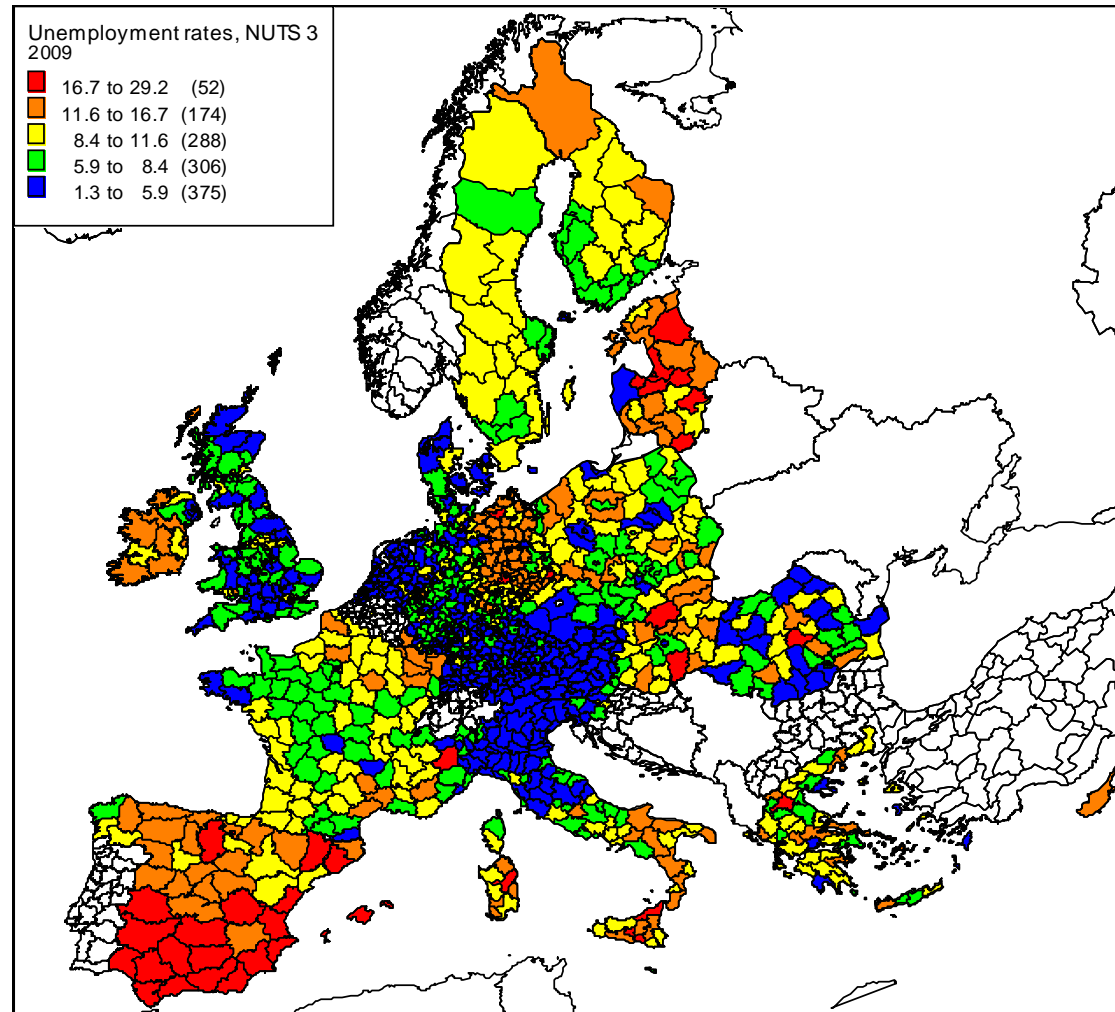 Unemployment rates, NUTS 3
2009
16.7 to 29.2 (52)
11.6 to 16.7 (174)
8.4 to 11.6 (288)
5.9 to 8.4 (306)
1.3 to 5.9 (375)